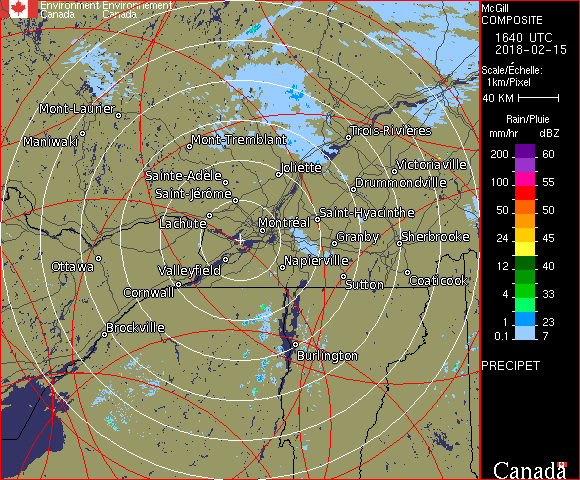 Environment Environnement
Canada Canada
McGill
COMPOSITE
1640 UTC
2018-02-15
Scale/Échelle:
1km/Pixel
40 KM
Rain/Pluie
mm/hr dBZ
200 60
100 55
50 50
24 45
12 40
4 33
1 23
0.1 7
PRECIPET
Canada
Mont-Laurier
Maniwaki
Mont-Tremblant
Trois-Rivières
Sainte-Adèle
Joliette
Victoriaville
Saint-Jérôme
Drummondville
Lachute
Montréal
Saint-Hyacinthe
Granby
Sherbrooke
Ottawa
Valleyfield
Napierville
Cornwall
Sutton
Coaticook
Brockville
Burlington